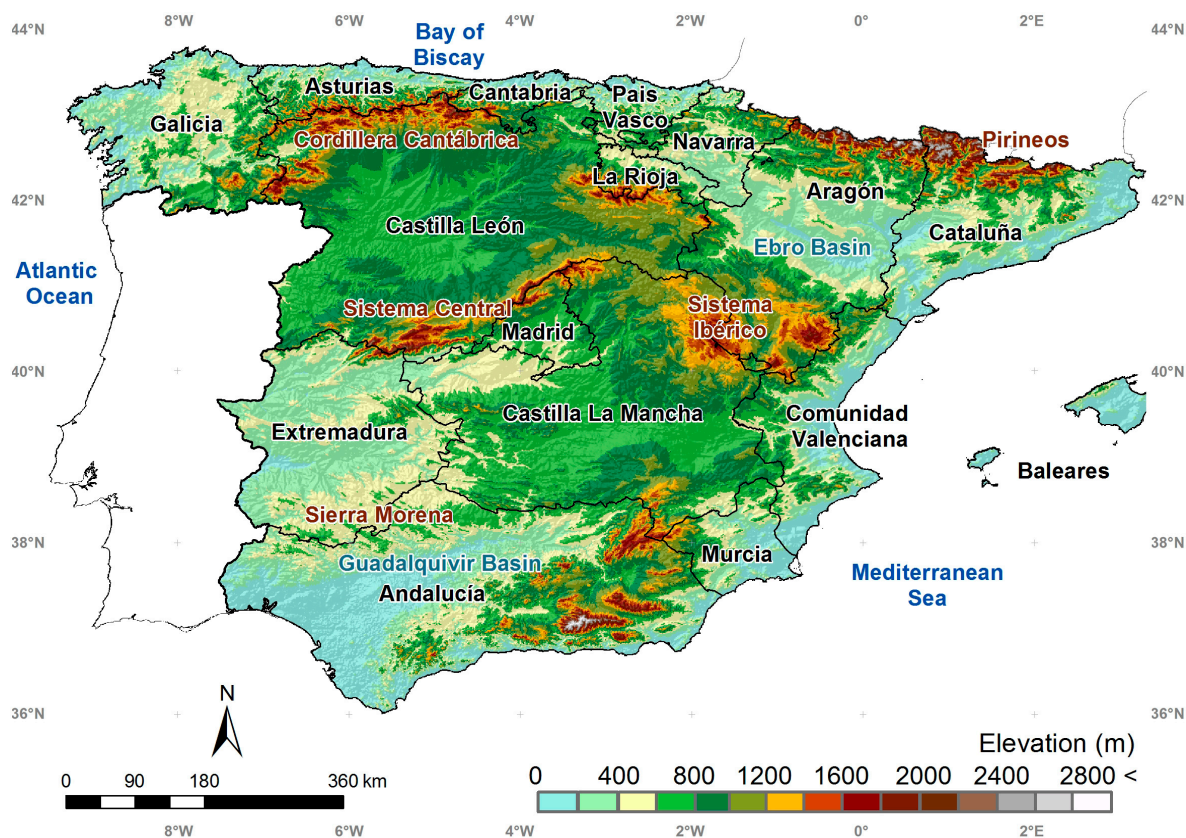 8°W 6°W 4°W 2°W 0° 2°E
44°N 44°N
Bay of
Biscay
Asturias
Cantabria
Pais
Vasco
Galicia
Cordillera Cantábrica
Navarra
Pirineos
La Rioja
Aragón
42°N 42°N
Castilla León
Cataluña
Ebro Basin
Atlantic
Ocean
Sistema Central
Sistema
Ibérico
Madrid
40°N 40°N
Castilla La Mancha
Comunidad
Valenciana
Extremadura
Baleares
Sierra Morena
38°N 38°N
Murcia
Guadalquivir Basin
Mediterranean
Sea
Andalucía
N
36°N 36°N
Elevation (m)
0 90 180 360 km
0 400 800 1200 1600 2000 2400 2800 <
8°W 6°W 4°W 2°W 0° 2°E